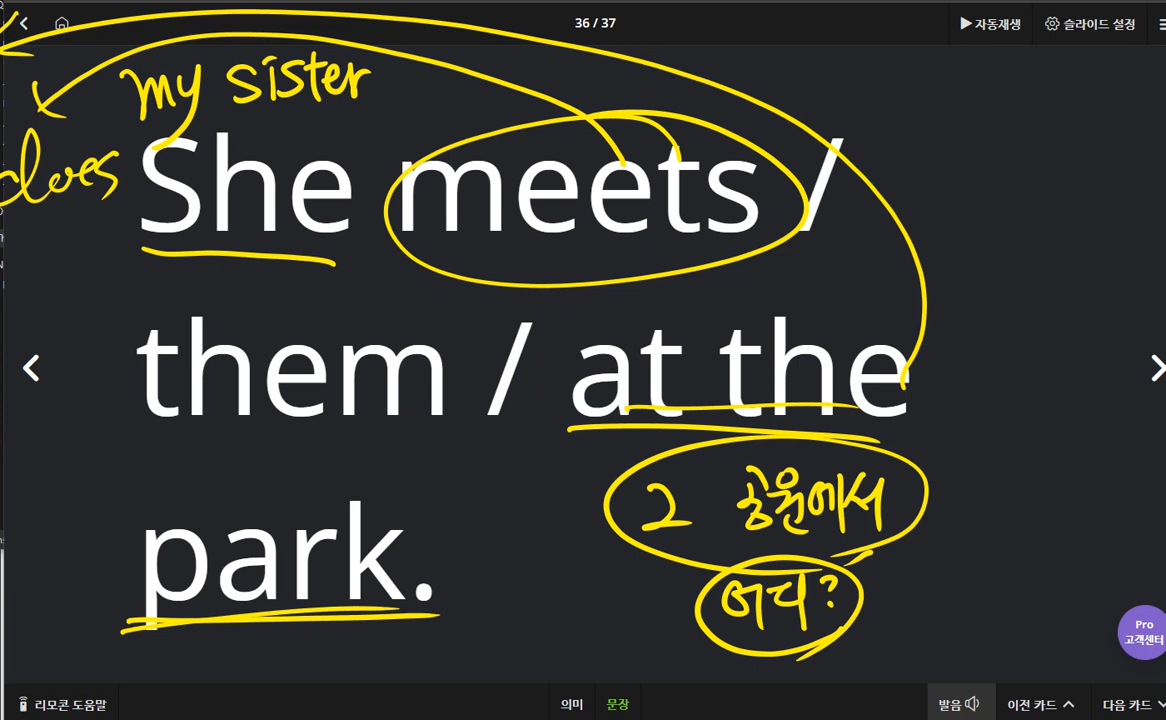 36 / 37
자동재생
슬라이드 설정
my sister
does
She meets /
them / at the
park.
그 공원에서
어디?
Pro
고객센터
리모콘 도움말
의미
문장
발음
이전 카드
다음 카드